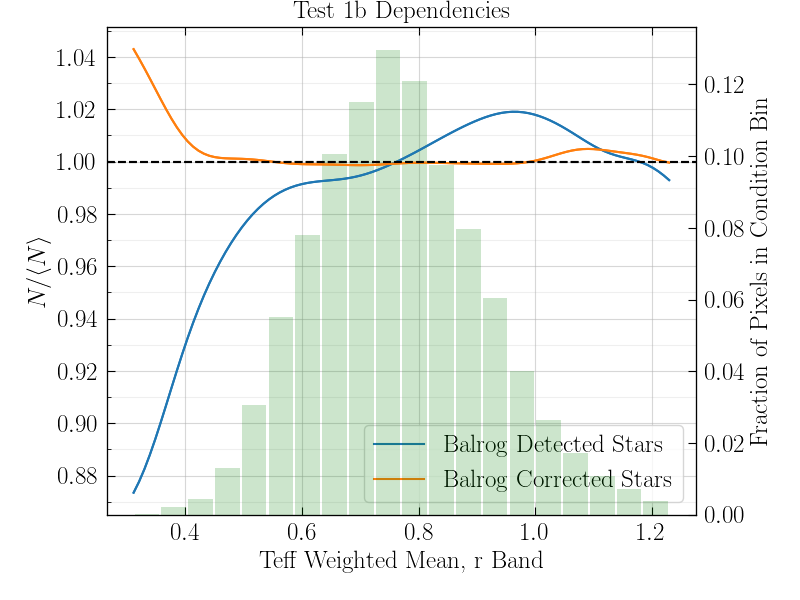 Test 1b Dependencies
1.04
1.02
1.00
0.98
0.96
0.94
0.92
0.90
0.88
N/⟨N⟩
0.12
0.10
0.08
0.06
0.04
0.02
0.00
Fraction of Pixels in Condition Bin
Balrog Detected Stars
Balrog Corrected Stars
0.4 0.6 0.8 1.0 1.2
Teff Weighted Mean, r Band